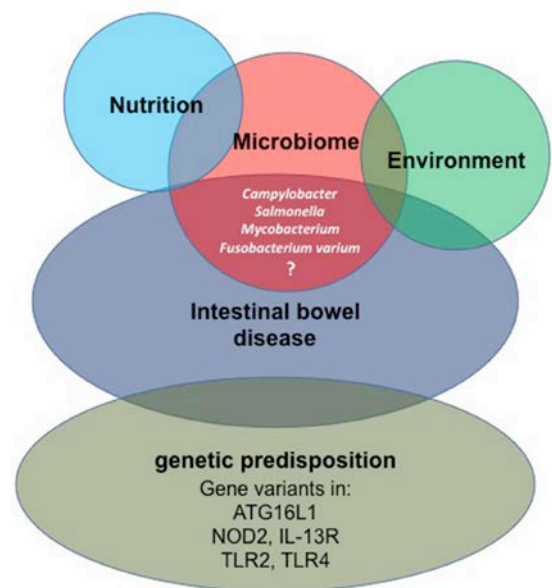 Nutrition
Microbiome
Environment
Campylobacter
Salmonella
Mycobacterium
Fusobacterium varium
?
Intestinal bowel
disease
genetic predisposition
Gene variants in:
ATG16L1
NOD2, IL-13R
TLR2, TLR4